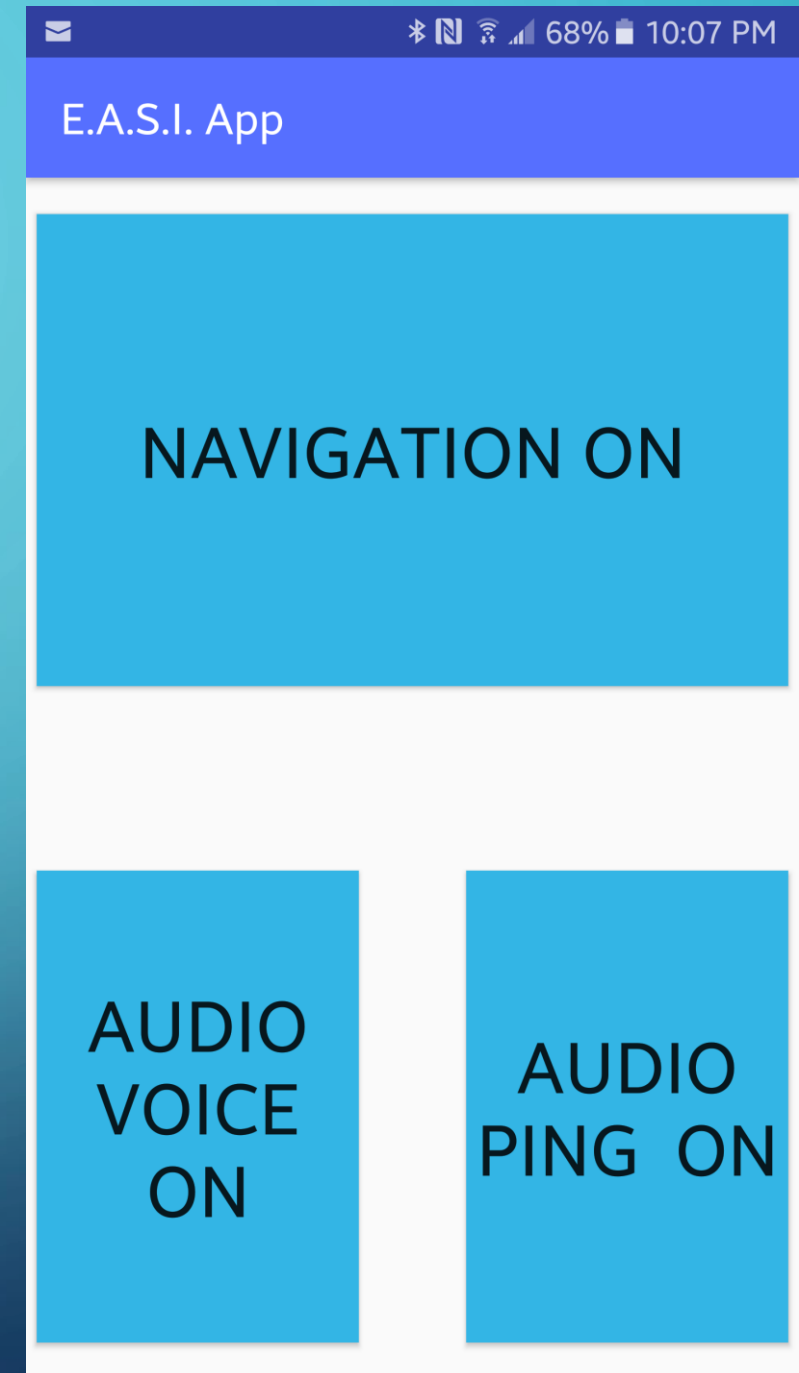 68% 10:07 PM
E.A.S.I. App
NAVIGATION ON
AUDIO
VOICE
ON
AUDIO
PING ON